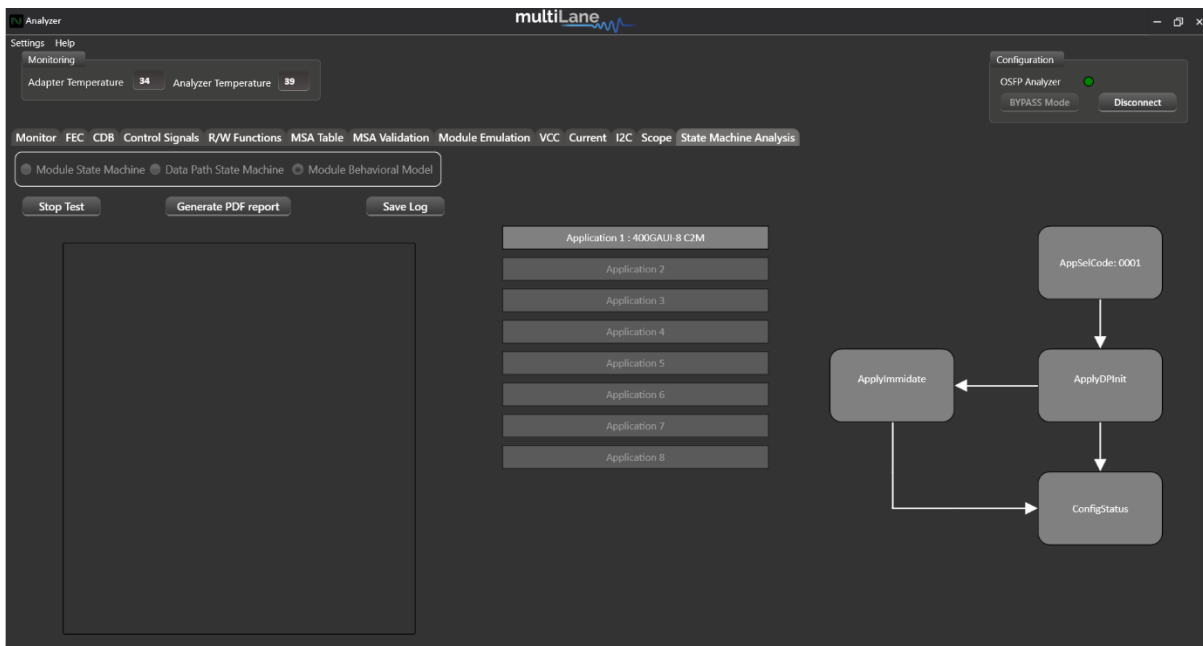 Analyzer
multiLane
Settings Help
Monitoring
Adapter Temperature 34 Analyzer Temperature 39
Configuration
OSFP Analyzer
BYPASS Mode Disconnect
Monitor FEC CDB Control Signals R/W Functions MSA Table MSA Validation Module Emulation VCC Current I2C Scope State Machine Analysis
Module State Machine Data Path State Machine Module Behavioral Model
Stop Test Generate PDF report Save Log
Application 1 : 400GAUI-8 C2M
Application 2
Application 3
Application 4
Application 5
Application 6
Application 7
Application 8
AppSelCode: 0001
ApplyImmidate
ApplyDPInit
ConfigStatus